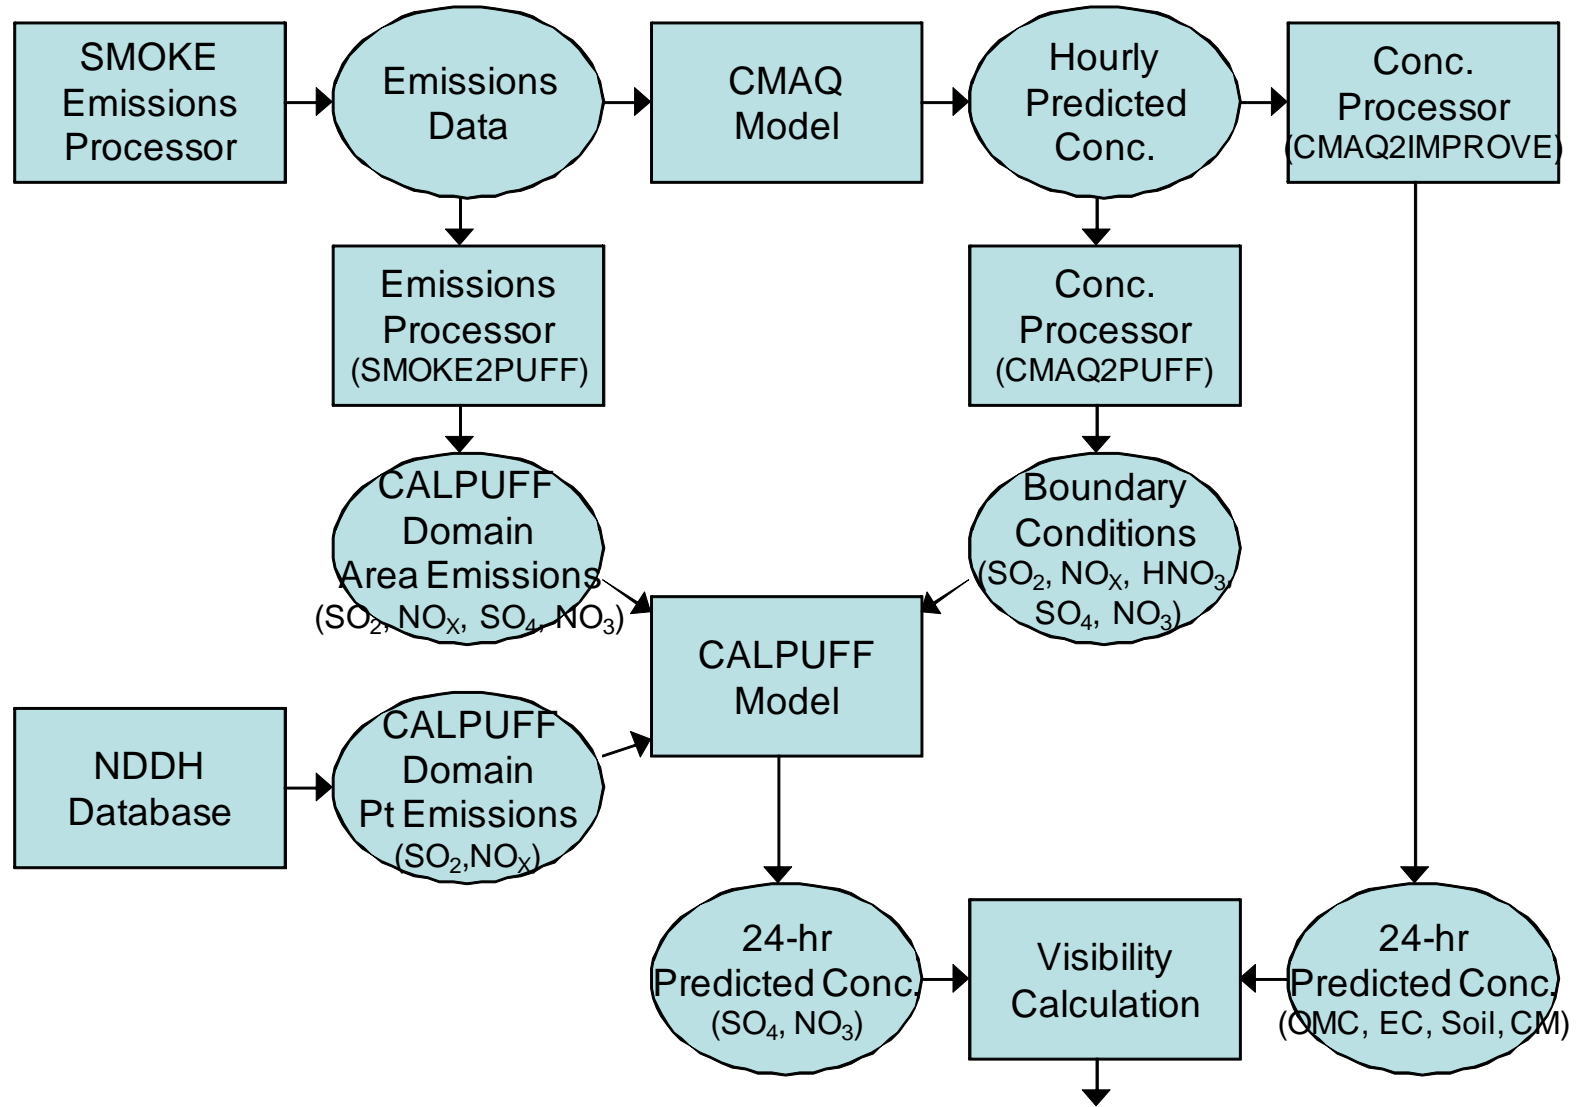 SMOKE
Emissions
Processor
Emissions
Data
CMAQ
Model
Hourly
Predicted
Conc.
Conc.
Processor
(CMAQ2IMPROVE)
Emissions
Processor
(SMOKE2PUFF)
Conc.
Processor
(CMAQ2PUFF)
CALPUFF
Domain
Area Emissions
(SO₂, NOₓ, SO₄, NO₃)
Boundary
Conditions
(SO₂, NOₓ, HNO₃,
SO₄, NO₃)
CALPUFF
Model
NDDH
Database
CALPUFF
Domain
Pt Emissions
(SO₂,NOₓ)
24-hr
Predicted Conc.
(SO₄, NO₃)
Visibility
Calculation
24-hr
Predicted Conc.
(OMC, EC, Soil, CM)